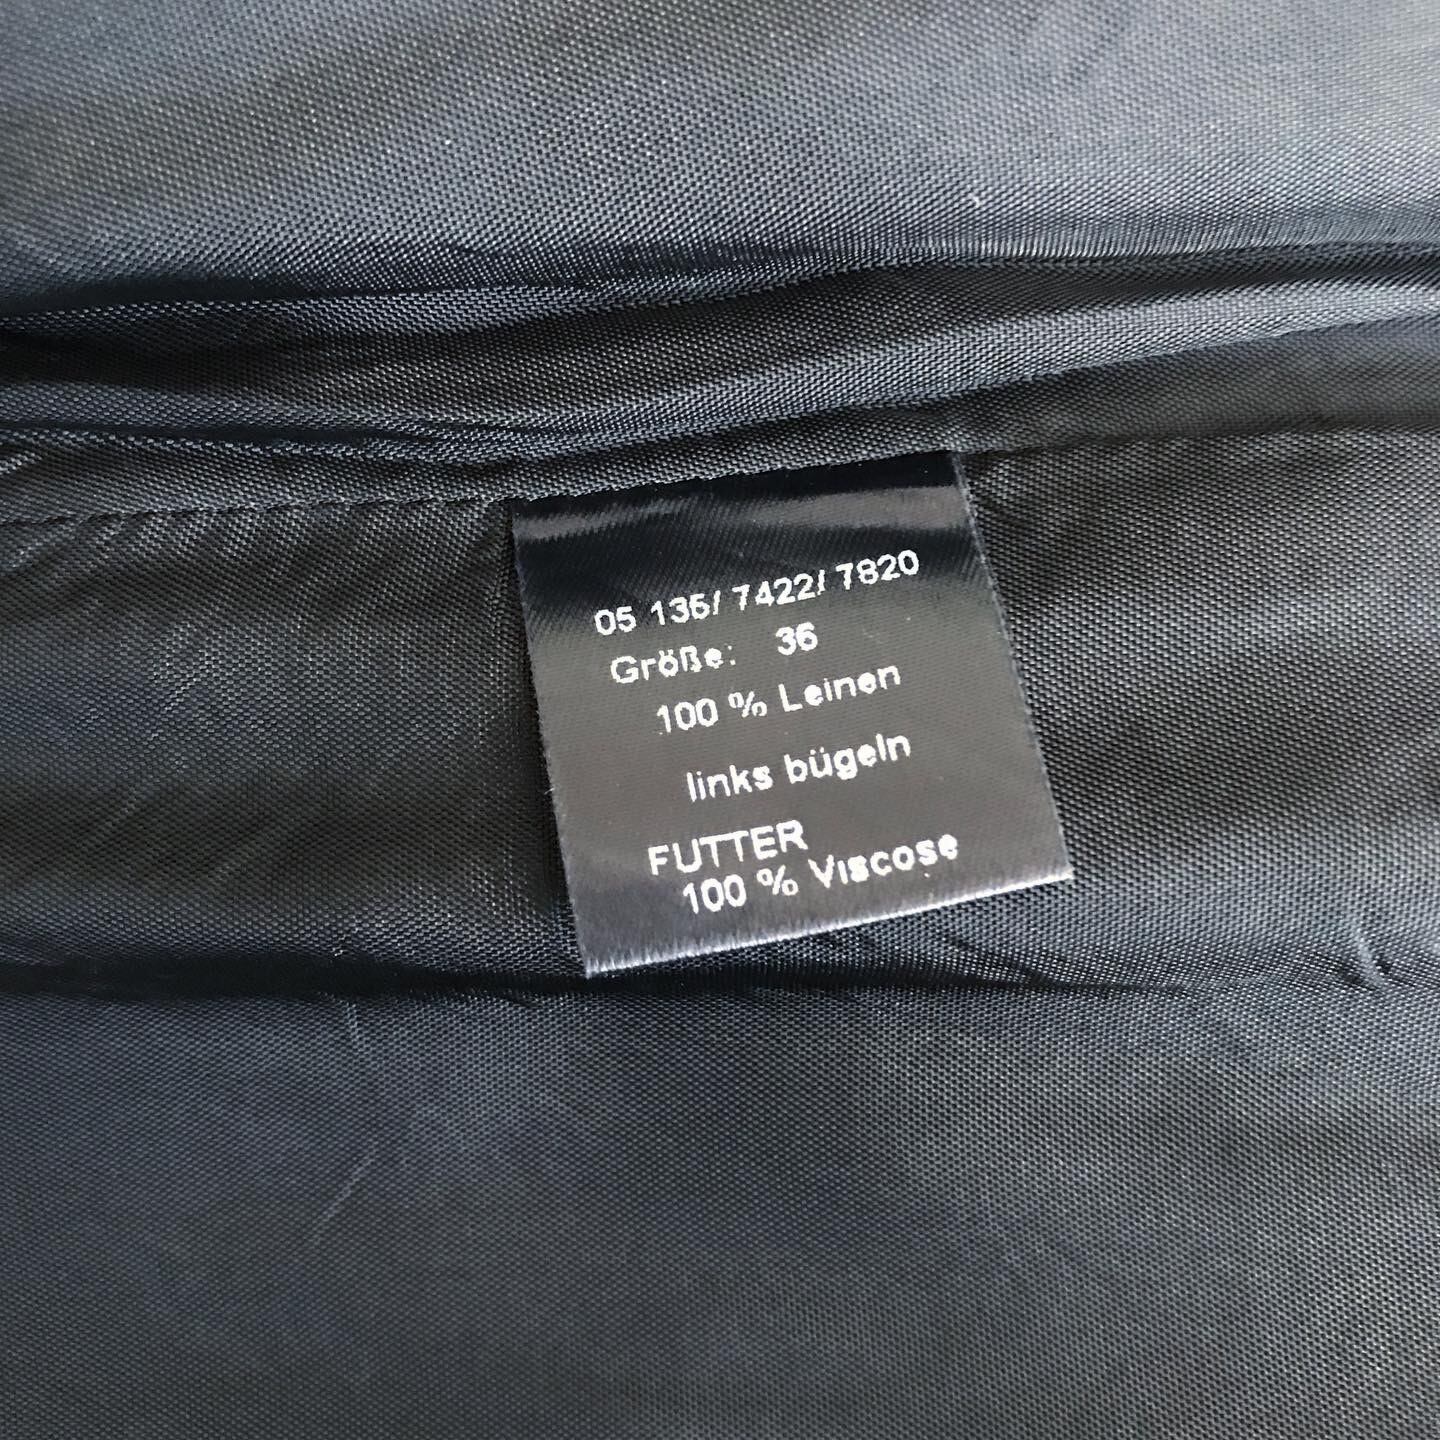 05 135/ 7422/ 7820
Größe: 36
100 % Leinen
links bügeln
FUTTER
100 % Viscose